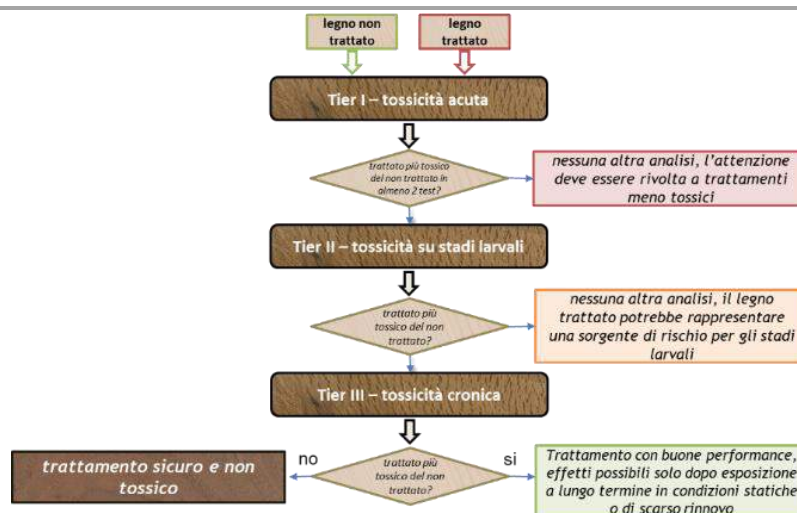 legno non
trattato
legno
trattato
Tier I – tossicità acuta
trattato più tossico
del non trattato in
almeno 2 test?
nessuna altra analisi, l'attenzione
deve essere rivolta a trattamenti
meno tossici
Tier II – tossicità su stadi larvali
trattato più
tossico del non
trattato?
nessuna altra analisi, il legno
trattato potrebbe rappresentare
una sorgente di rischio per gli stadi
larvali
Tier III – tossicità cronica
trattamento sicuro e non
tossico
no
trattato più
tossico del non
trattato?
si
Trattamento con buone performance,
effetti possibili solo dopo esposizione
a lungo termine in condizioni statiche
o di scarso rinnovo